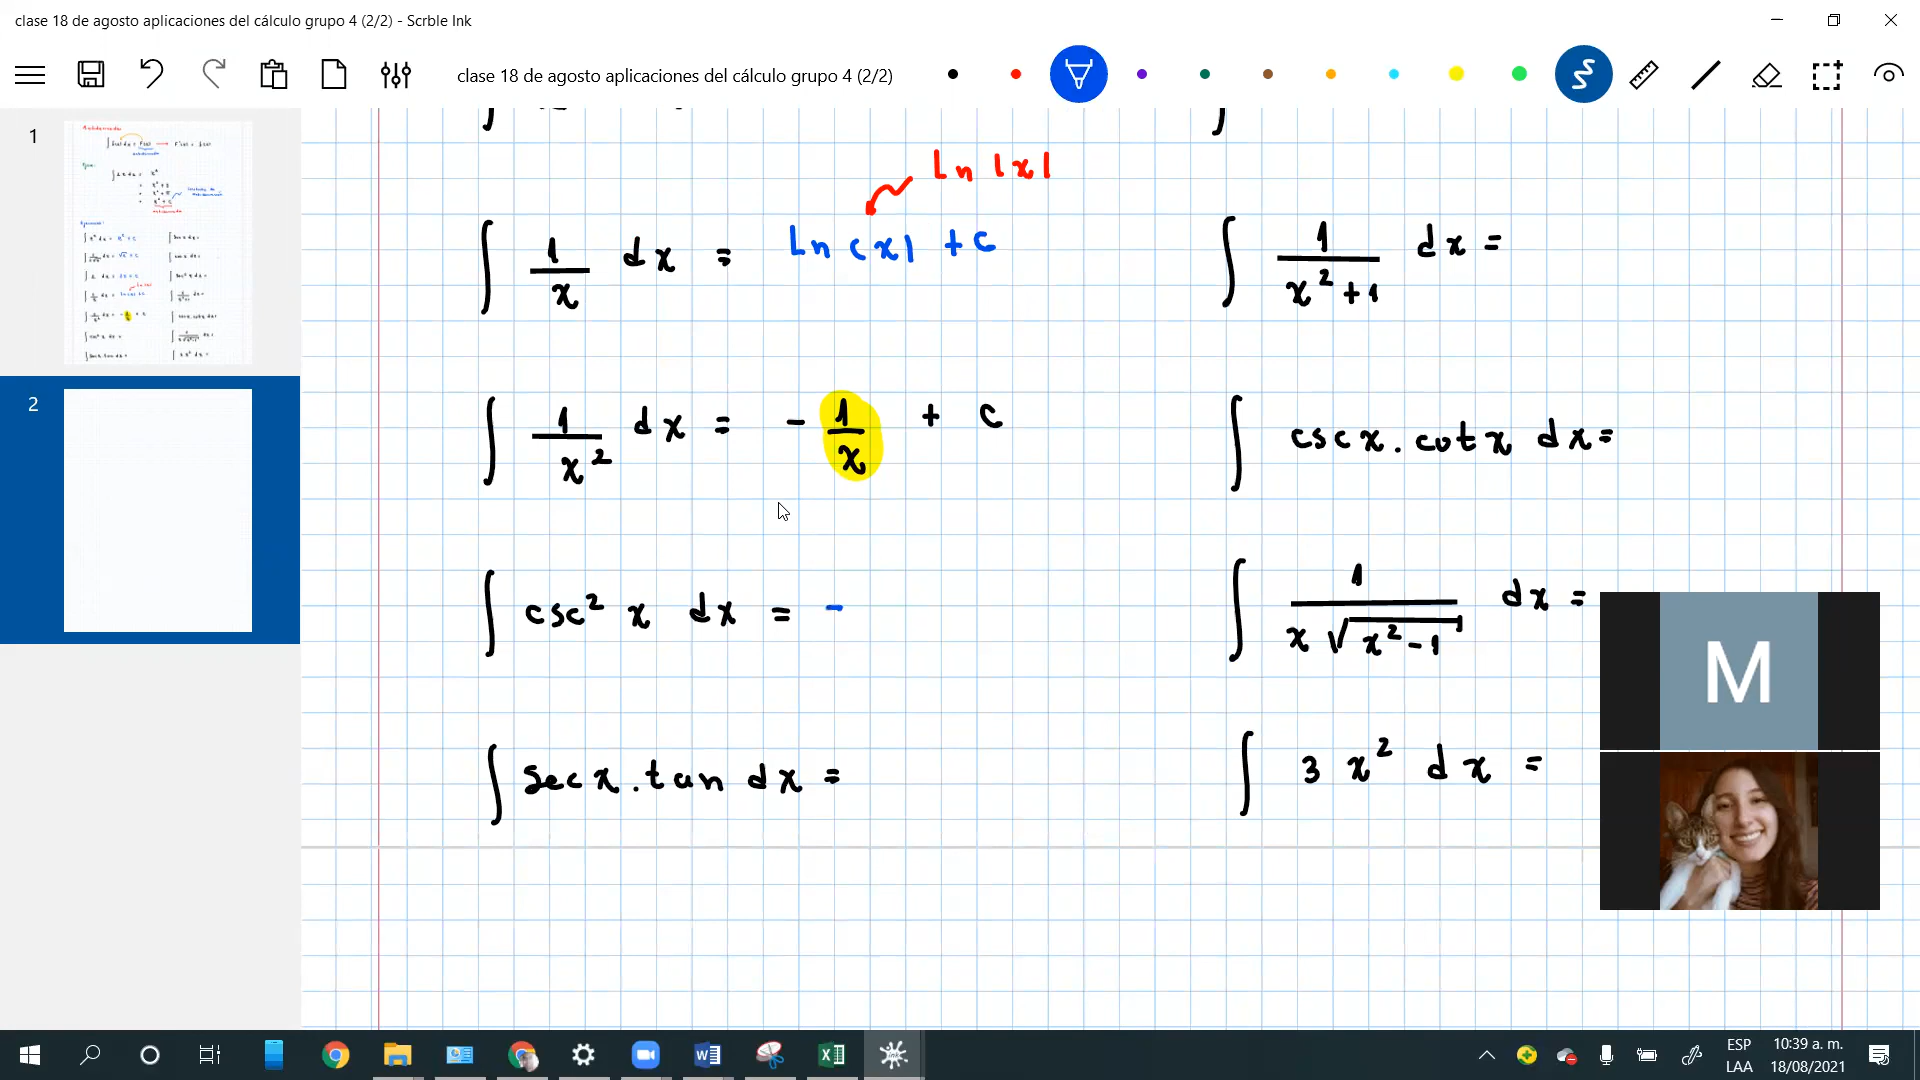 clase 18 de agosto aplicaciones del cálculo grupo 4 (2/2) - Scrble Ink
clase 18 de agosto aplicaciones del cálculo grupo 4 (2/2)
1
2
Ln |x|
∫ 1/x dx = Ln (x) + c
∫ 1/(x² + 1) dx =
∫ 1/x² dx = - 1/x + c
∫ csc x . cot x dx =
∫ csc² x dx = -
∫ 1/(x √(x² - 1)) dx =
∫ sec x . tan dx =
∫ 3 x² dx =
M
ESP
LAA
10:39 a. m.
18/08/2021